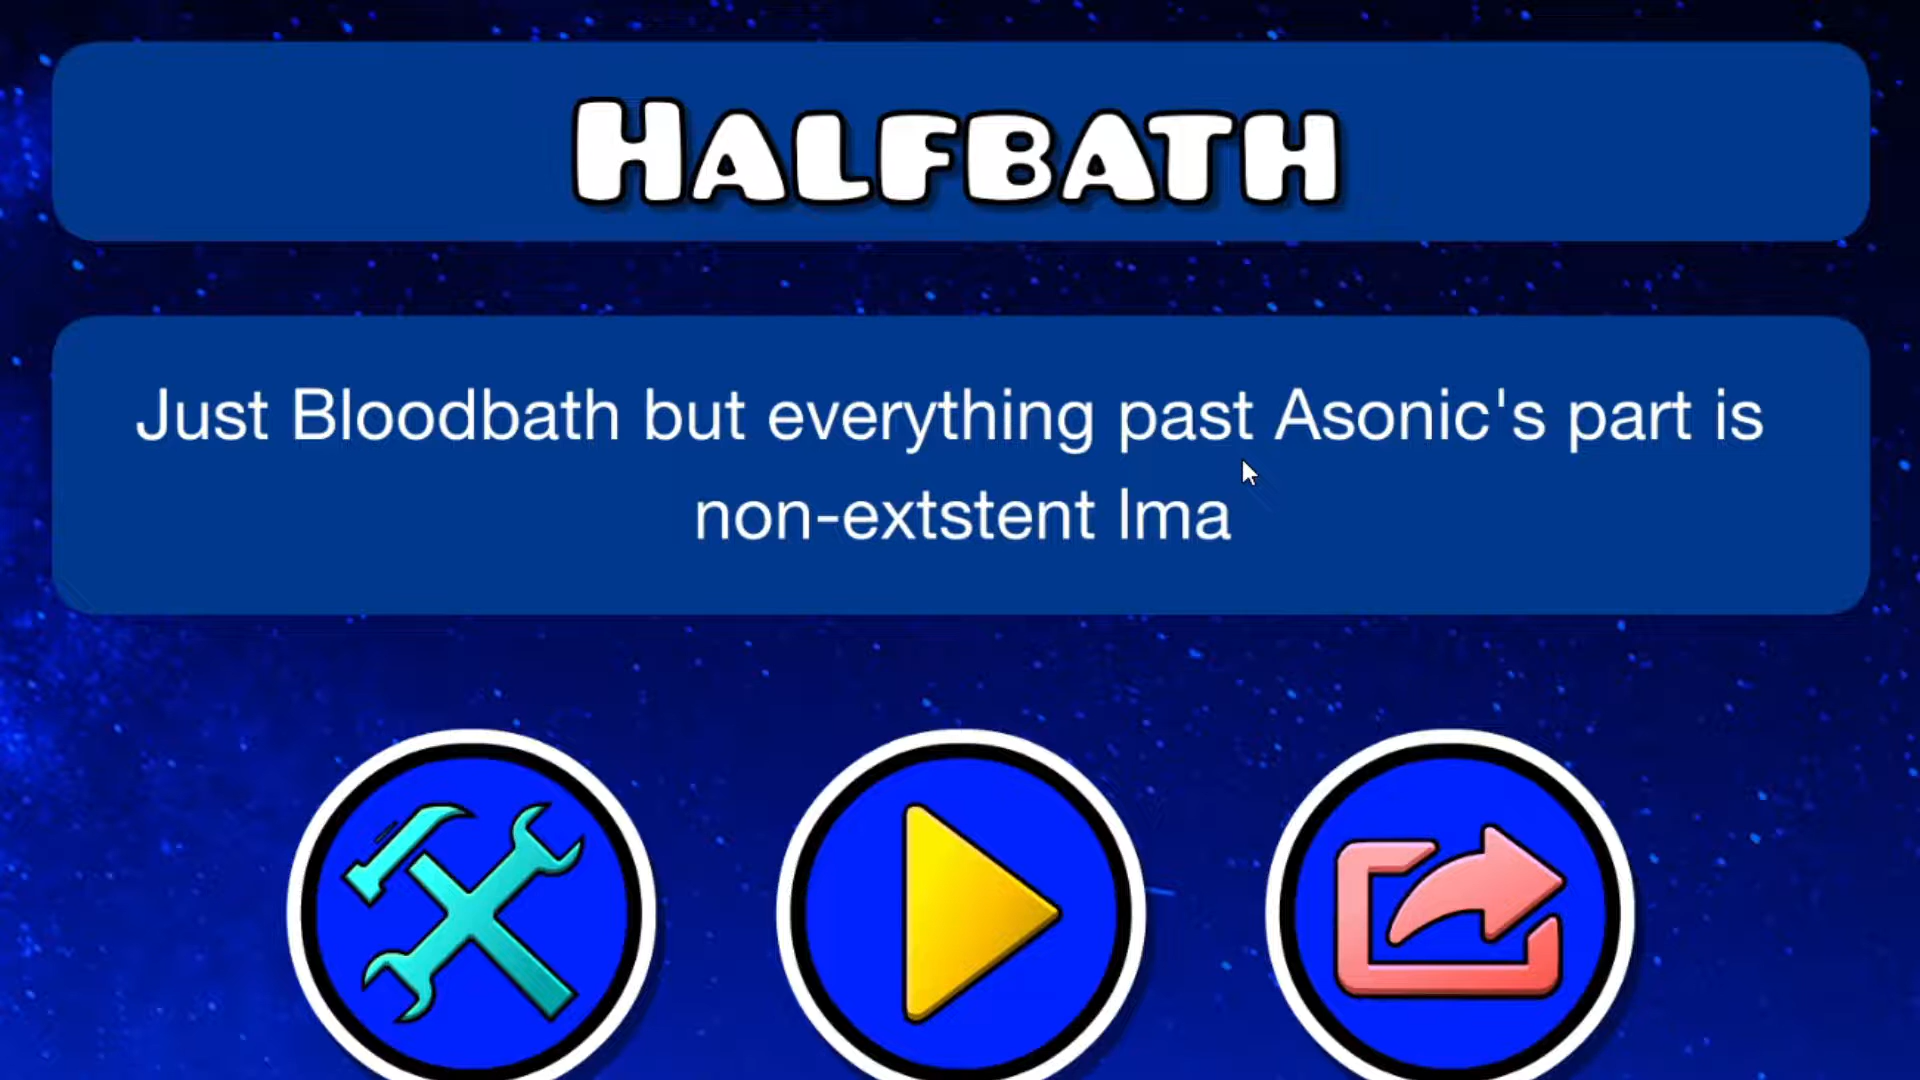 Halfbath
Just Bloodbath but everything past Asonic's part is
non-extstent lma